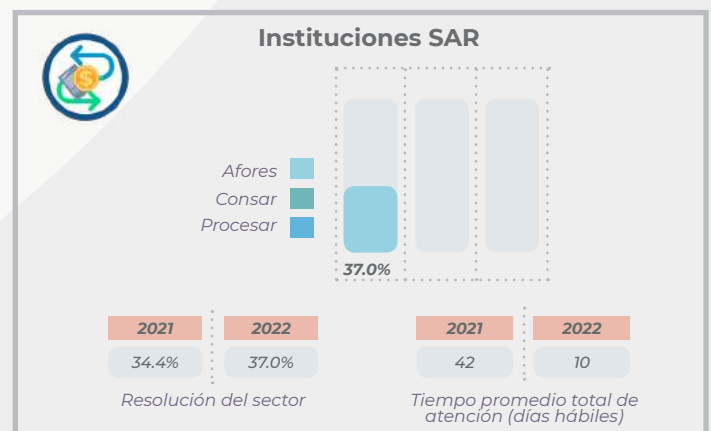 Instituciones SAR
$
Afores
Consar
Procesar
37.0%
2021 2022
34.4% 37.0%
Resolución del sector
2021 2022
42 10
Tiempo promedio total de
atención (días hábiles)